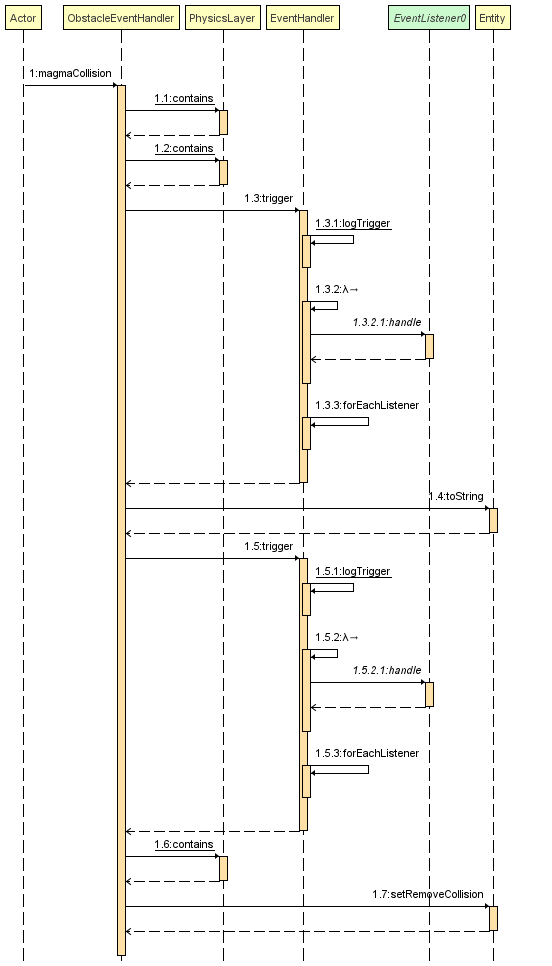 Actor ObstacleEventHandler PhysicsLayer EventHandler EventListener0 Entity
1:magmaCollision
1.1:contains
1.2:contains
1.3:trigger
1.3.1:logTrigger
1.3.2:λ→
1.3.2.1:handle
1.3.3:forEachListener
1.4:toString
1.5:trigger
1.5.1:logTrigger
1.5.2:λ→
1.5.2.1:handle
1.5.3:forEachListener
1.6:contains
1.7:setRemoveCollision